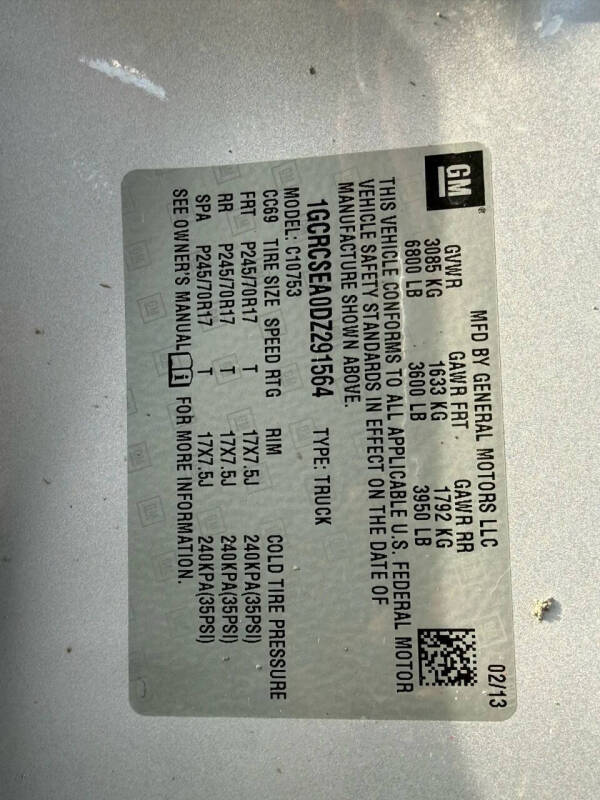 GM®
MFD BY GENERAL MOTORS LLC 02/13
GVWR GAWR FRT GAWR RR
3085 KG 1633 KG 1792 KG
6800 LB 3600 LB 3950 LB
THIS VEHICLE CONFORMS TO ALL APPLICABLE U.S. FEDERAL MOTOR
VEHICLE SAFETY STANDARDS IN EFFECT ON THE DATE OF
MANUFACTURE SHOWN ABOVE.
1GCRCSEA0DZ291564 TYPE: TRUCK
MODEL: C10753
CC69 TIRE SIZE SPEED RTG RIM COLD TIRE PRESSURE
FRT P245/70R17 T 17X7.5J 240KPA(35PSI)
RR P245/70R17 T 17X7.5J 240KPA(35PSI)
SPA P245/70R17 T 17X7.5J 240KPA(35PSI)
SEE OWNER'S MANUAL i FOR MORE INFORMATION.